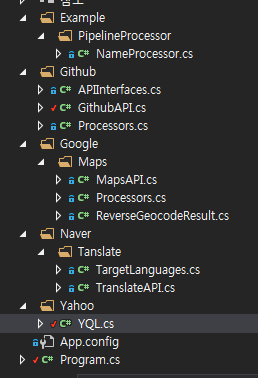 Example
PipelineProcessor
C# NameProcessor.cs
Github
C# APIInterfaces.cs
C# GithubAPI.cs
C# Processors.cs
Google
Maps
C# MapsAPI.cs
C# Processors.cs
C# ReverseGeocodeResult.cs
Naver
Tanslate
C# TargetLanguages.cs
C# TranslateAPI.cs
Yahoo
C# YQL.cs
App.config
C# Program.cs